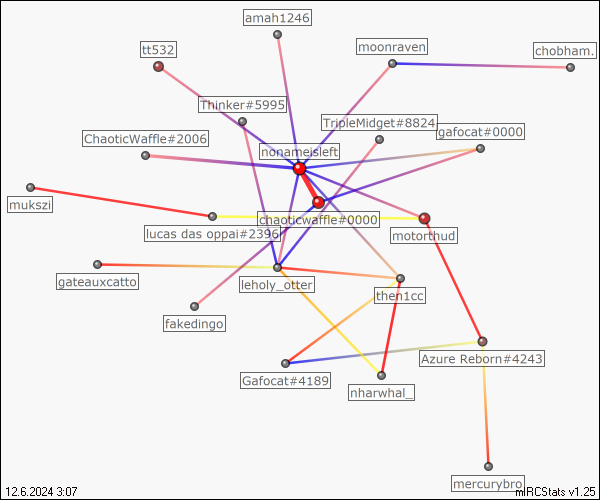 amah1246
tt532
moonraven
chobham.
Thinker#5995
TripleMidget#8824
gafocat#0000
ChaoticWaffle#2006
nonameisleft
mukszi
chaoticwaffle#0000
lucas das oppai#2396
motorthud
gateauxcatto
leholy_otter
then1cc
fakedingo
Azure Reborn#4243
Gafocat#4189
nharwhal_
mercurybro
12.6.2024 3:07
mIRCStats v1.25